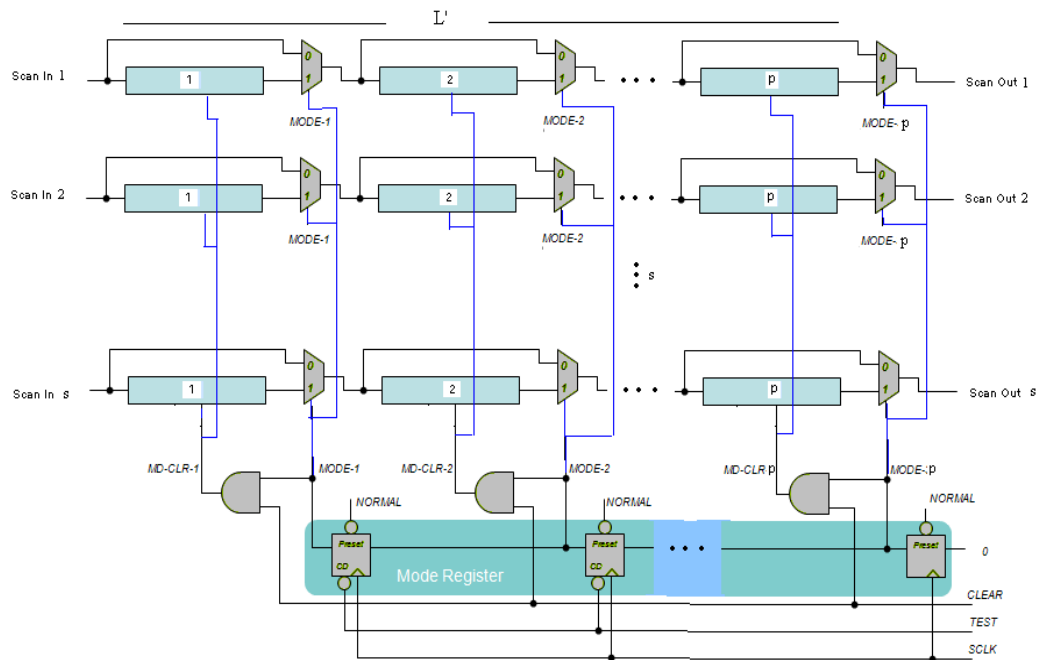 L'
Scan In 1
1
0
1
2
0
1
p
0
1
Scan Out 1
MODE-1
MODE-2
MODE- p
Scan In 2
1
0
1
2
0
1
p
0
1
Scan Out 2
MODE-1
MODE-2
MODE- p
s
Scan In s
1
0
1
2
0
1
p
0
1
Scan Out s
MD-CLR-1
MODE-1
MD-CLR-2
MODE-2
MD-CLR p
MODE-:p
NORMAL
NORMAL
NORMAL
Preset
CD
Preset
CD
Preset
0
Mode Register
CLEAR
TEST
SCLK